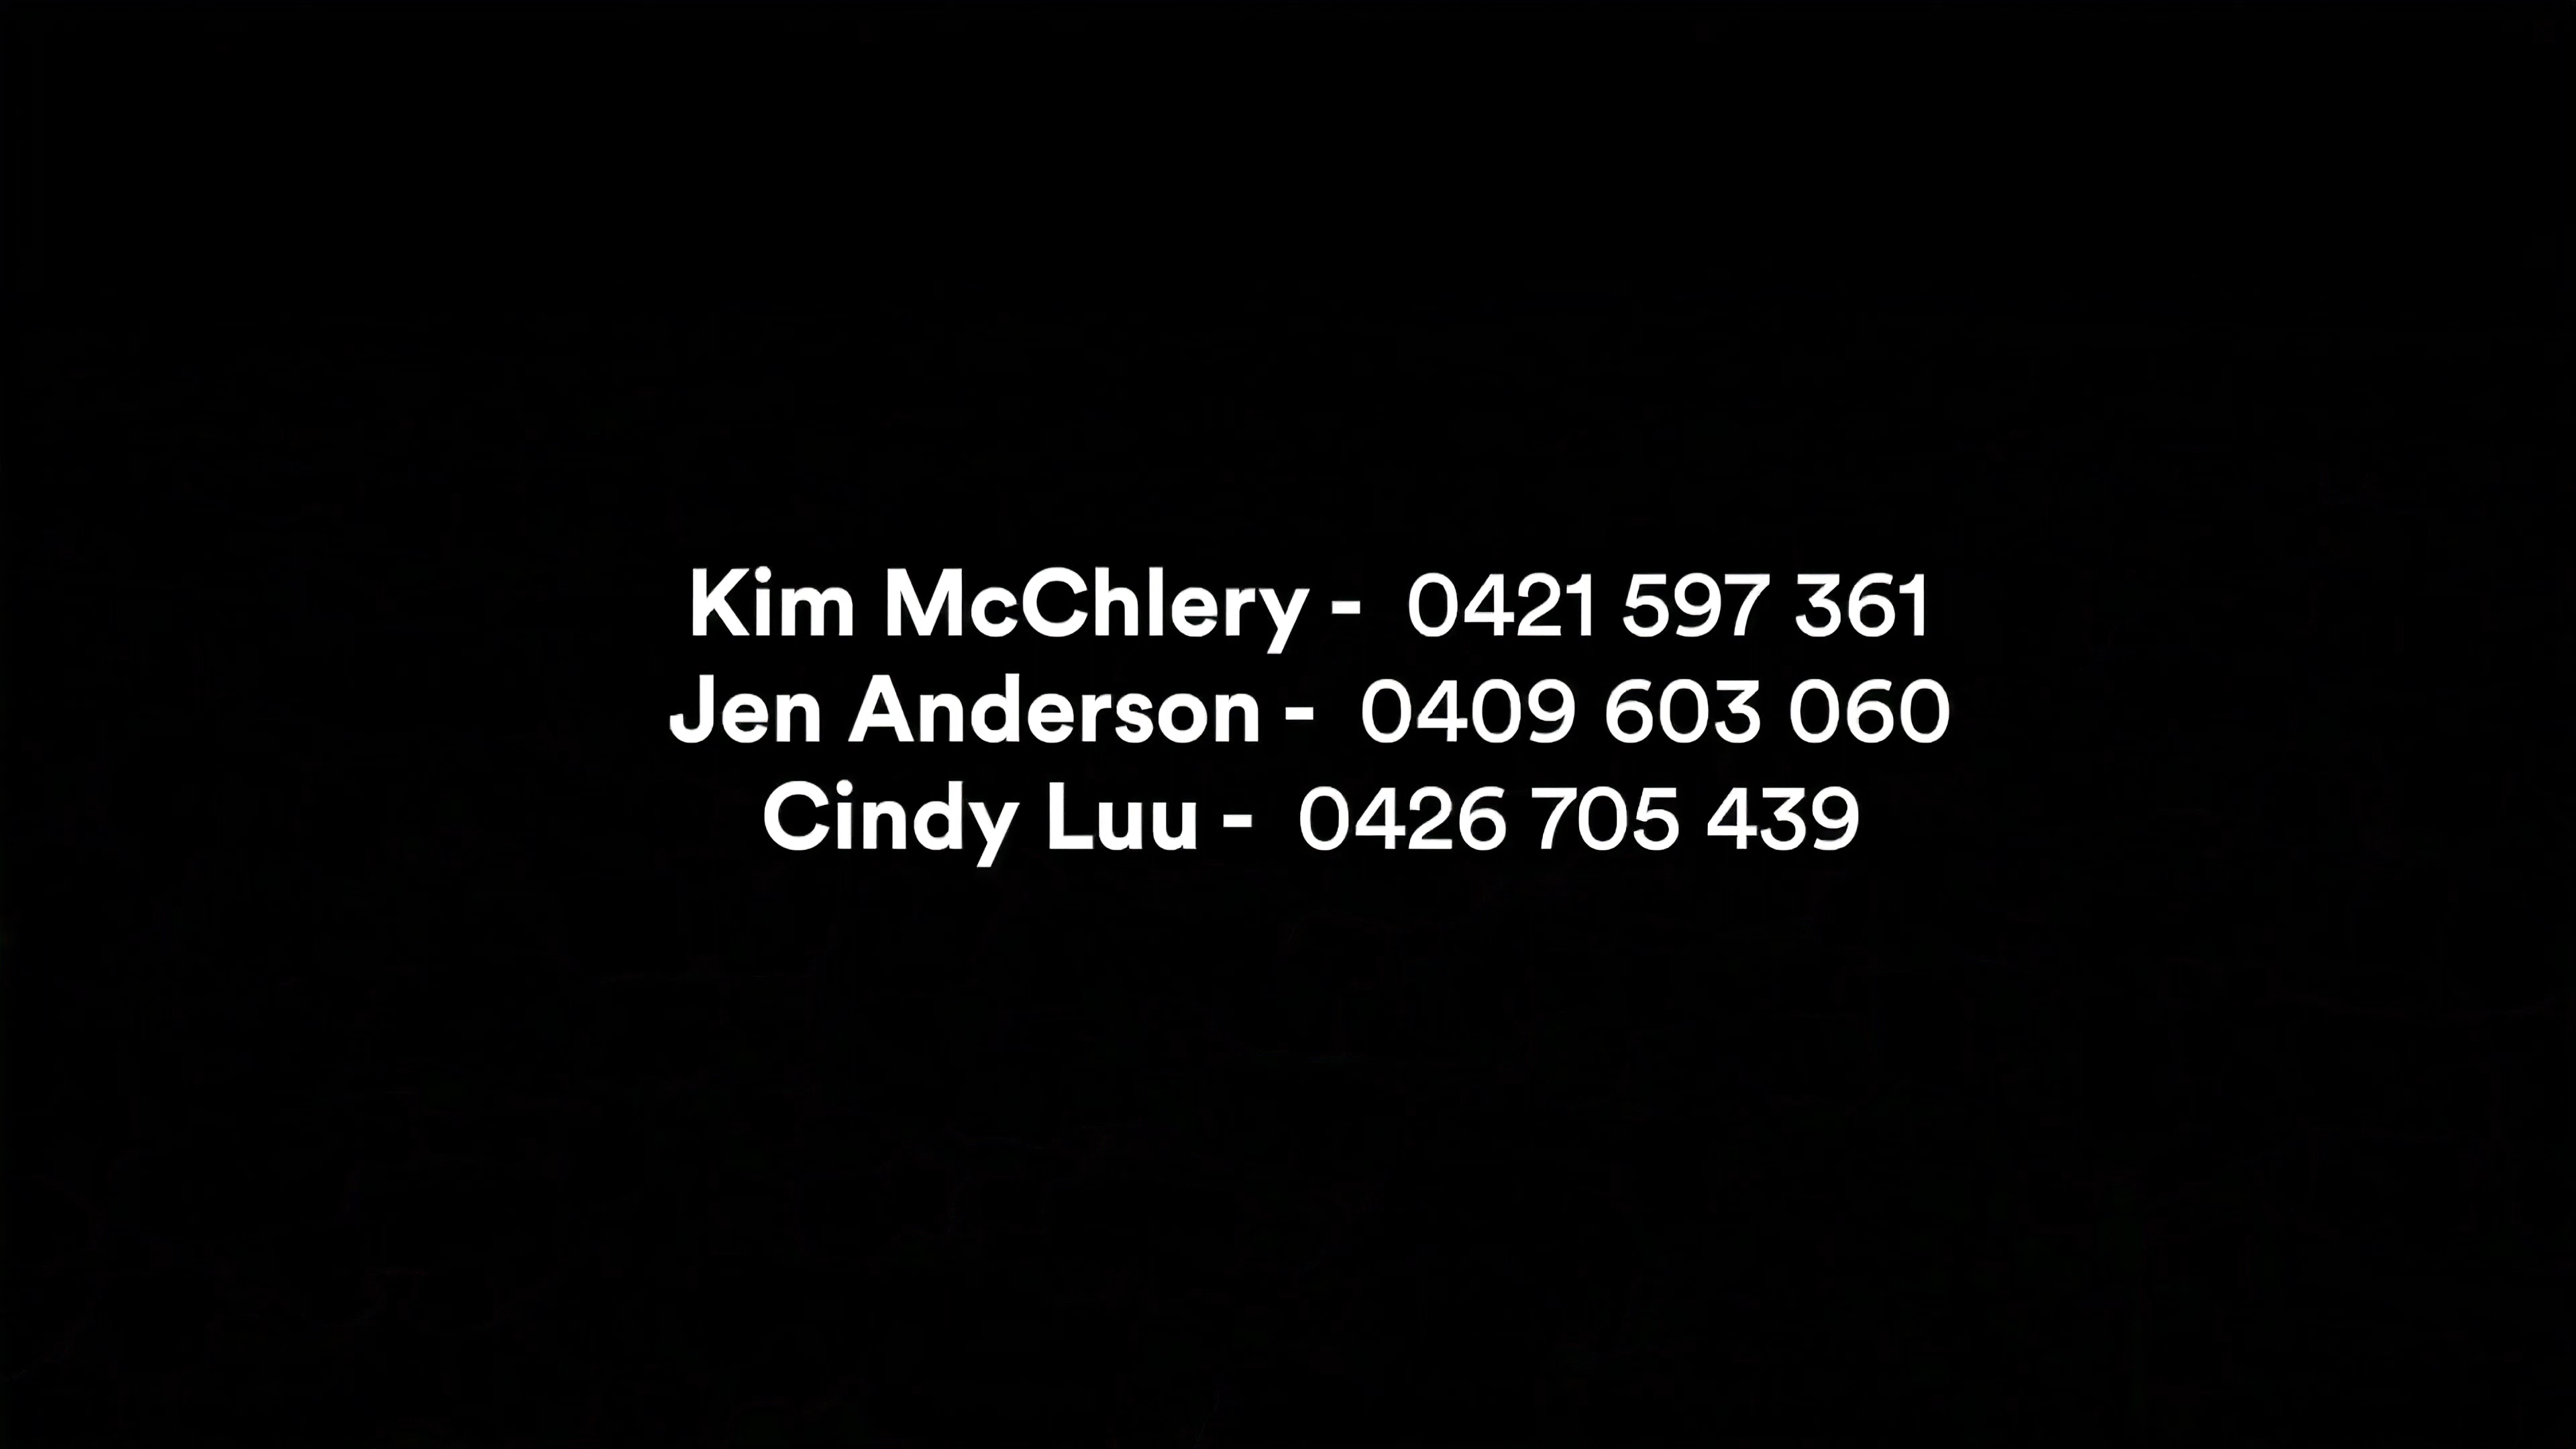 Kim McChlery - 0421 597 361
Jen Anderson - 0409 603 060
Cindy Luu - 0426 705 439